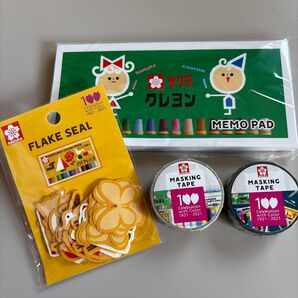 SAKURA
CRAYON
サクラ
クレヨン
MEMO PAD
100
FLAKE SEAL
MASKING
TAPE
100
Celebration
with Color
1921 - 2021
MASKING
TAPE
100
Celebration
with Color
1921 - 2021